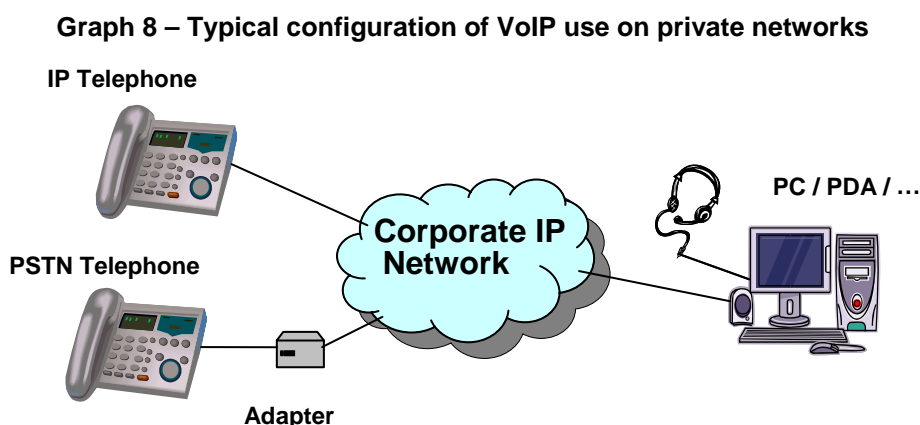 Graph 8 – Typical configuration of VoIP use on private networks
IP Telephone
PC / PDA / …
Corporate IP
Network
PSTN Telephone
Adapter